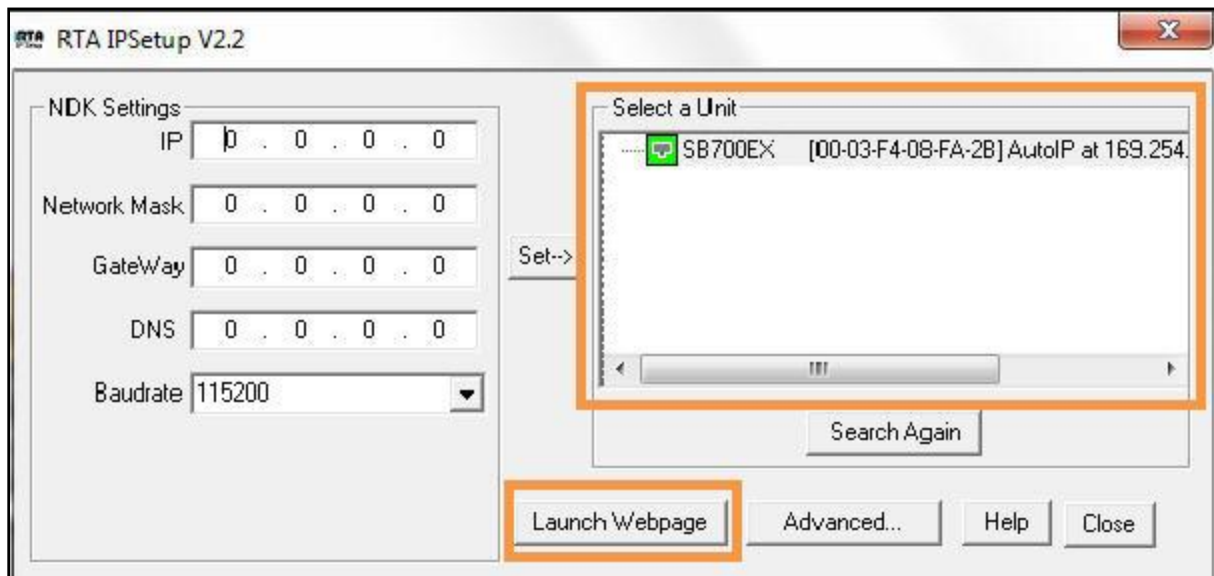 RTA IPSetup V2.2
NDK Settings
IP 0 . 0 . 0 . 0
Network Mask 0 . 0 . 0 . 0
GateWay 0 . 0 . 0 . 0
DNS 0 . 0 . 0 . 0
Baudrate 115200
Set-->
Select a Unit
SB700EX [00-03-F4-08-FA-2B] AutoIP at 169.254.
Search Again
Launch Webpage
Advanced...
Help
Close